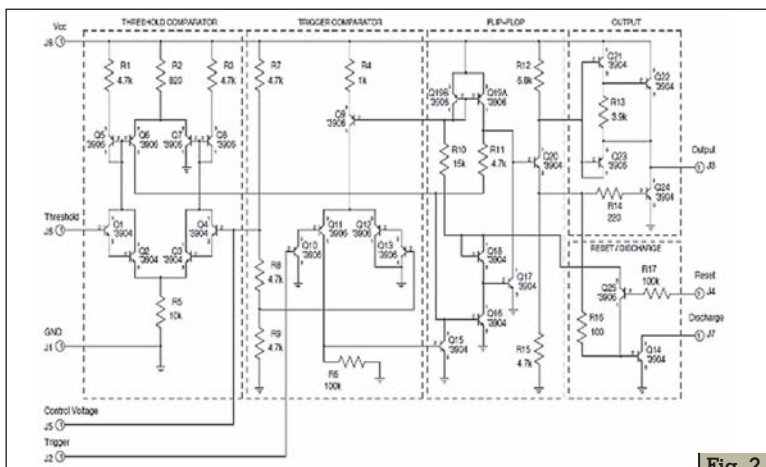 THRESHOLD COMPARATOR
TRIGGER COMPARATOR
FLIP-FLOP
OUTPUT
Vcc
R1
4.7k
R2
820
R3
4.7k
R7
4.7k
R4
1k
R12
Q21
3904
Q22
3904
Q19B
3906
Q19A
3906
R13
3.9k
Q9
3906
Q5
3906
Q6
3906
Q7
3906
Q8
3906
R10
15k
R11
4.7k
Q20
3904
Q23
3906
Output
J3
R14
220
Q24
3904
Threshold
J6
Q1
3904
Q2
3904
Q3
3904
Q4
3904
Q10
3906
Q11
3906
Q12
3906
Q13
3906
Q18
3904
Q17
3904
RESET / DISCHARGE
R17
100k
Reset
J4
Q25
3906
Discharge
J7
R8
4.7k
R5
10k
R9
4.7k
Q16
3904
Q15
3904
R16
100
Q14
3904
GND
J1
R6
100k
R15
4.7k
Control Voltage
J5
Trigger
J2
Fig. 2